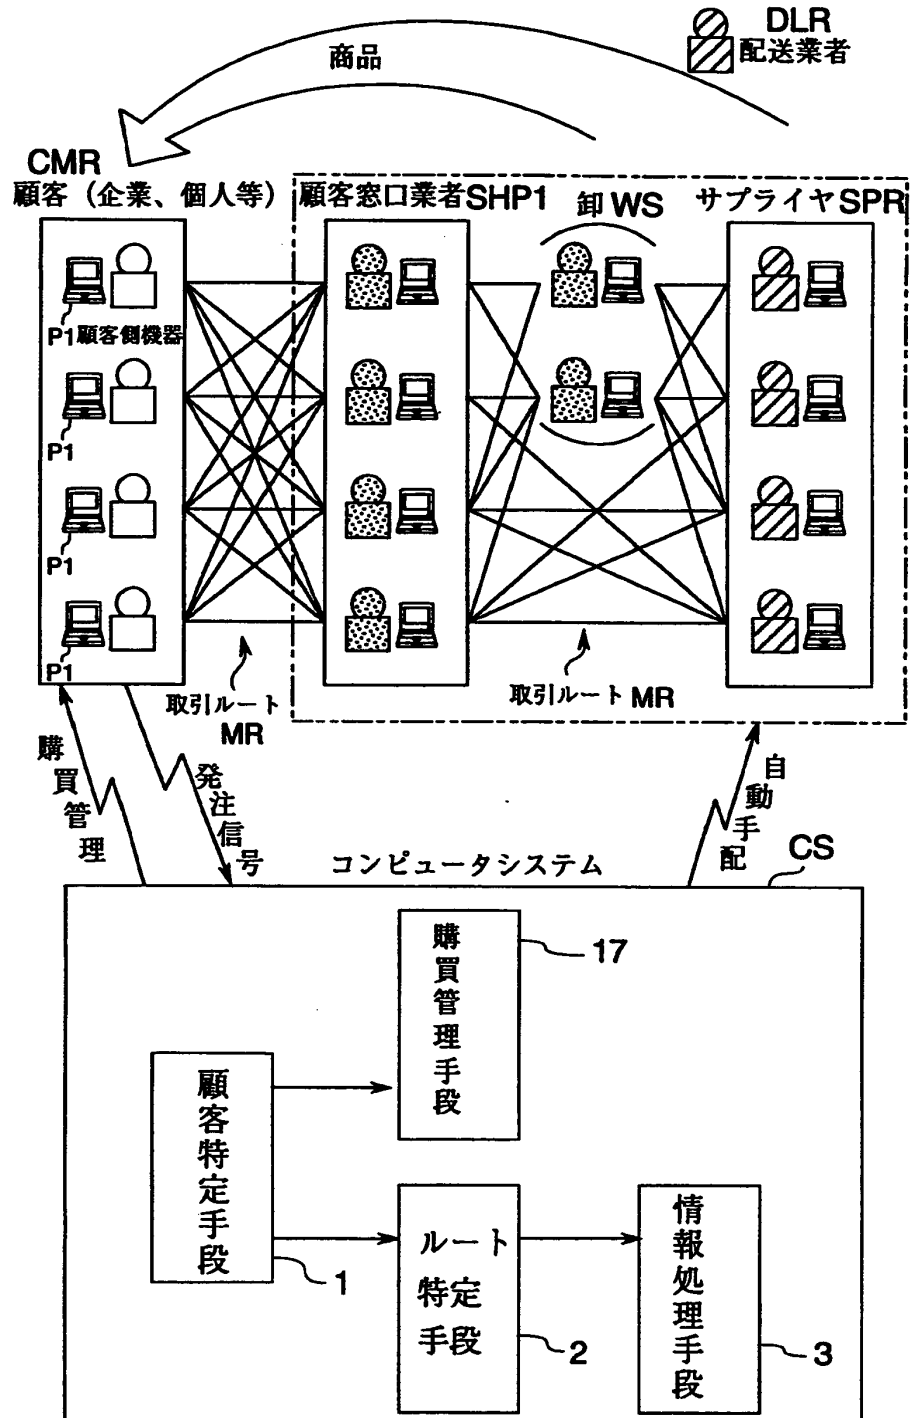 DLR
配送業者
商品
CMR
顧客（企業、個人等）
顧客窓口業者SHP1
卸WS
サプライヤSPR
P1顧客側機器
P1
P1
P1
取引ルート
MR
取引ルートMR
購買管理
発注信号
自動手配
コンピュータシステム
CS
購買管理手段
17
顧客特定手段
1
ルート
特定
手段
2
情報処理手段
3